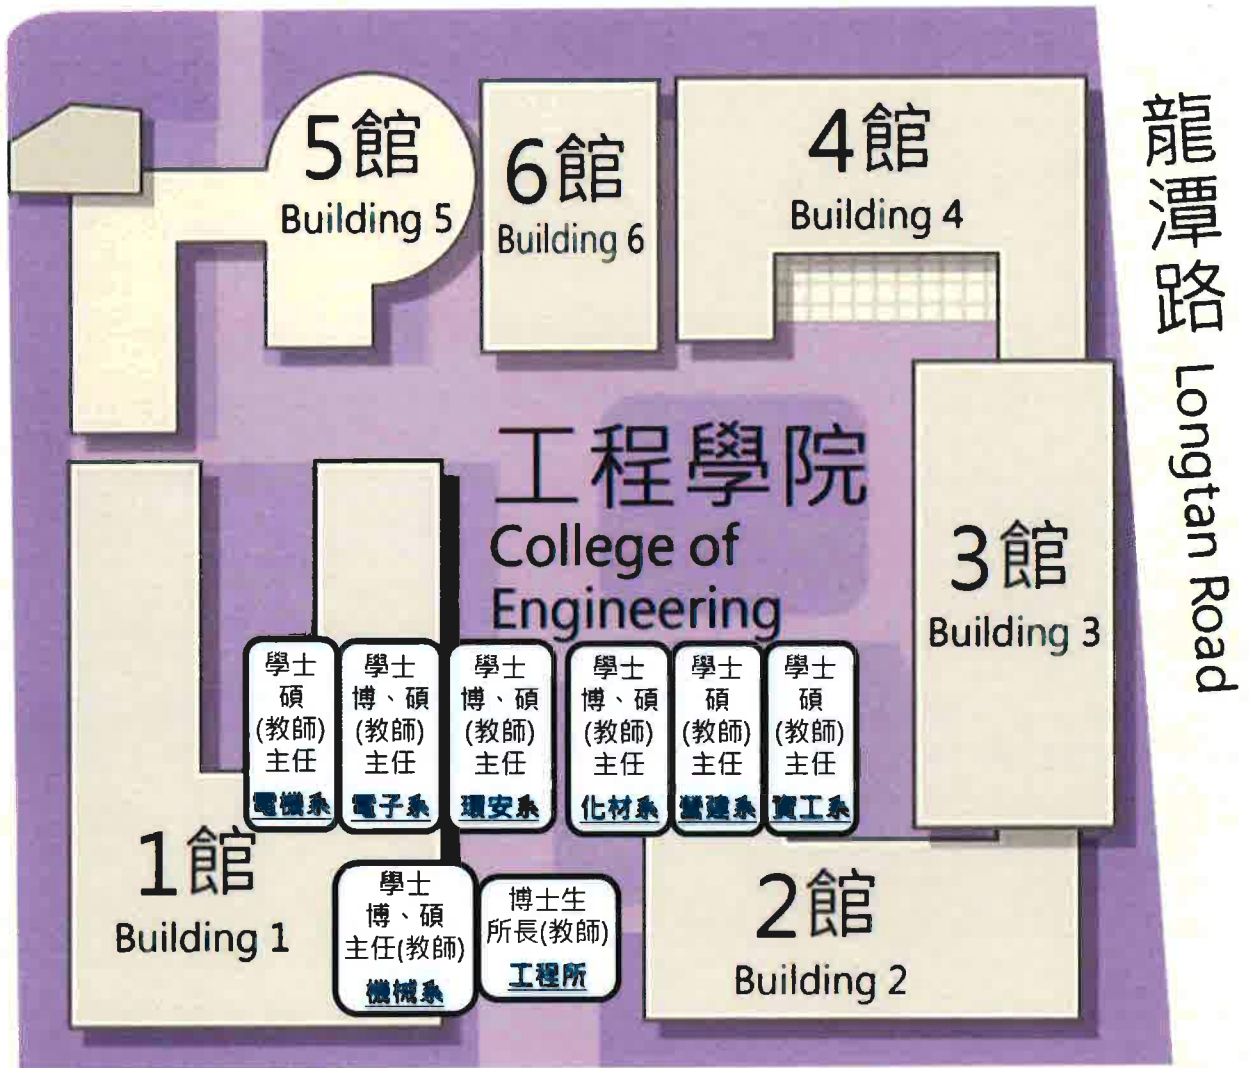 5館
Building 5
6館
Building 6
4館
Building 4
龍潭路 Longtan Road
工程學院
College of
Engineering
3館
Building 3
學士
碩
(教師)
主任
電機系
學士
博、碩
(教師)
主任
電子系
學士
博、碩
(教師)
主任
環安系
學士
博、碩
(教師)
主任
化材系
學士
碩
(教師)
主任
營建系
學士
碩
(教師)
主任
資工系
1館
Building 1
學士
博、碩
主任(教師)
機械系
博士生
所長(教師)
工程所
2館
Building 2